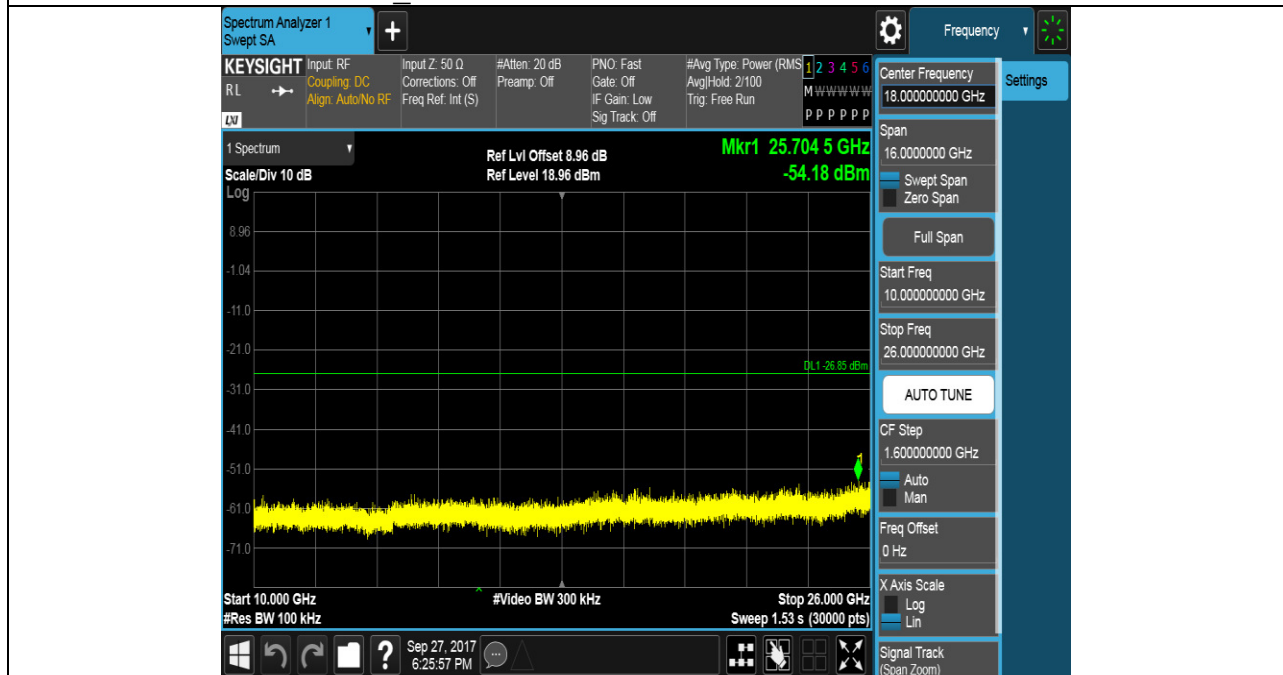 Spectrum Analyzer 1
Swept SA
Frequency
KEYSIGHT
RL
LXI
Input: RF
Coupling: DC
Align: Auto/No RF
Input Z: 50 Ω
Corrections: Off
Freq Ref: Int (S)
#Atten: 20 dB
Preamp: Off
PNO: Fast
Gate: Off
IF Gain: Low
Sig Track: Off
#Avg Type: Power (RMS
Avg|Hold: 2/100
Trig: Free Run
1 2 3 4 5 6
M W W W W W
P P P P P P
1 Spectrum
Scale/Div 10 dB
Ref Lvl Offset 8.96 dB
Ref Level 18.96 dBm
Mkr1 25.704 5 GHz
-54.18 dBm
Log
8.96
-1.04
-11.0
-21.0
DL1 -26.85 dBm
-31.0
-41.0
1
-51.0
-61.0
-71.0
Start 10.000 GHz
#Video BW 300 kHz
Stop 26.000 GHz
#Res BW 100 kHz
Sweep 1.53 s (30000 pts)
?
Sep 27, 2017
6:25:57 PM
Center Frequency
18.000000000 GHz
Settings
Span
16.0000000 GHz
Swept Span
Zero Span
Full Span
Start Freq
10.000000000 GHz
Stop Freq
26.000000000 GHz
AUTO TUNE
CF Step
1.600000000 GHz
Auto
Man
Freq Offset
0 Hz
X Axis Scale
Log
Lin
Signal Track
(Span Zoom)